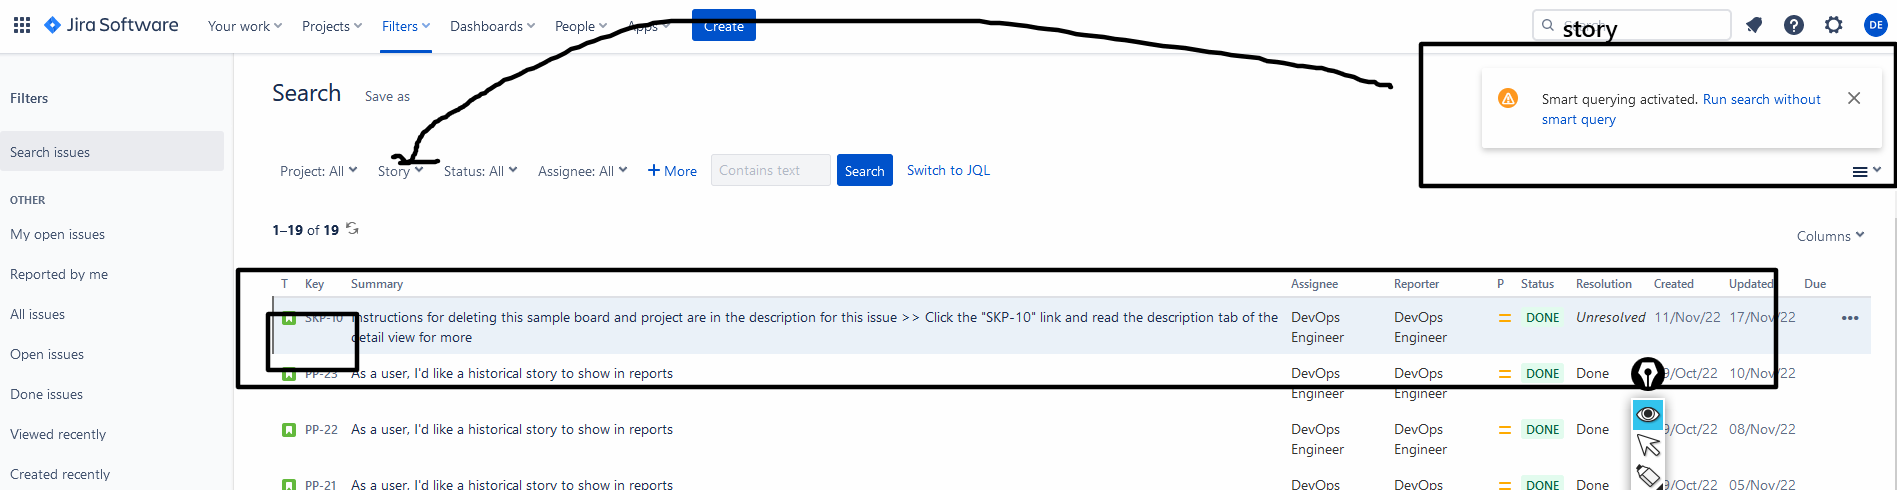 Jira Software Your work Projects Filters Dashboards People Apps Create Search story DE
Filters
Search issues
OTHER
My open issues
Reported by me
All issues
Open issues
Done issues
Viewed recently
Created recently
Search Save as
Smart querying activated. Run search without
smart query
Project: All Story Status: All Assignee: All + More Contains text Search Switch to JQL
1–19 of 19
Columns
T Key Summary Assignee Reporter P Status Resolution Created Updated Due
SKP-10 Instructions for deleting this sample board and project are in the description for this issue >> Click the "SKP-10" link and read the description tab of the DevOps DevOps DONE Unresolved 11/Nov/22 17/Nov/22
detail view for more Engineer Engineer
PP-23 As a user, I'd like a historical story to show in reports DevOps DevOps DONE Done 9/Oct/22 10/Nov/22
Engineer Engineer
PP-22 As a user, I'd like a historical story to show in reports DevOps DevOps DONE Done 9/Oct/22 08/Nov/22
Engineer Engineer
PP-21 As a user, I'd like a historical story to show in reports DevOps DevOps DONE Done 9/Oct/22 05/Nov/22